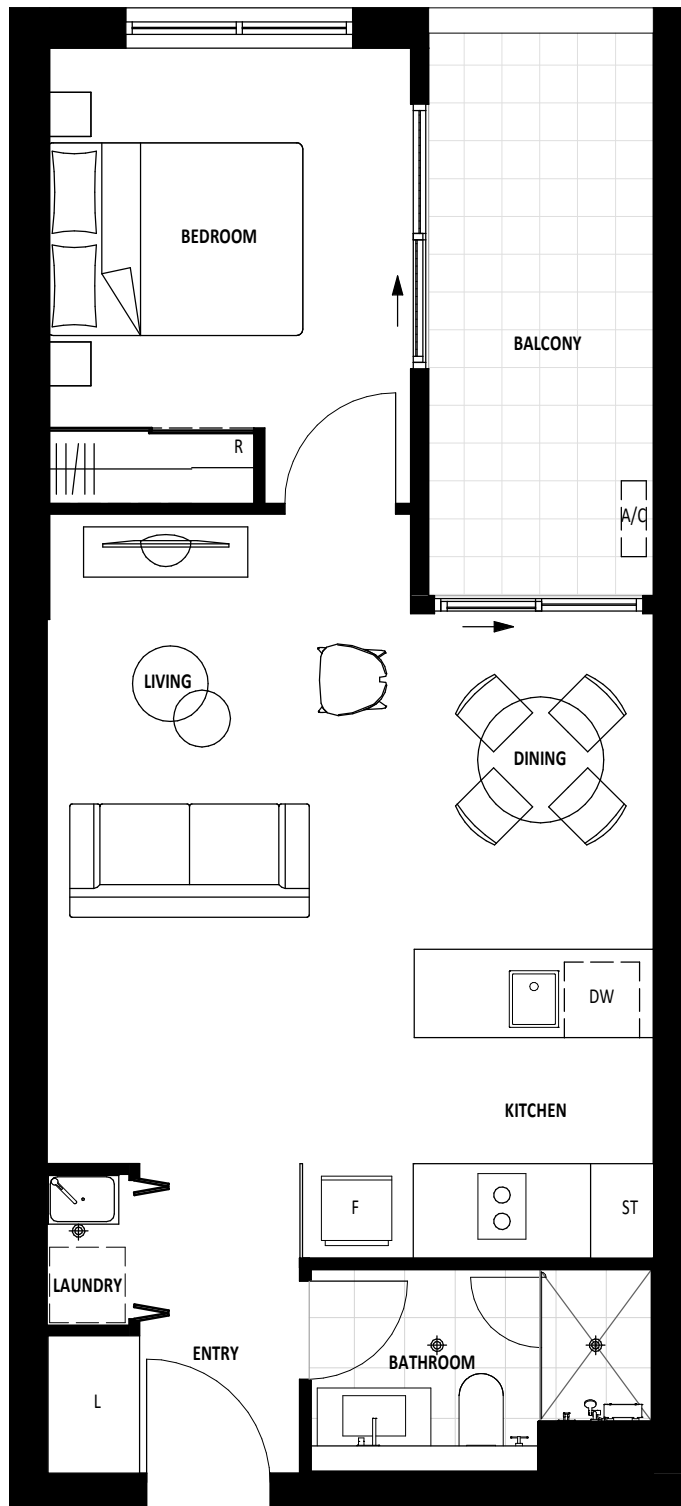 BEDROOM
BALCONY
R
A/C
LIVING
DINING
DW
KITCHEN
F
ST
LAUNDRY
ENTRY
BATHROOM
L